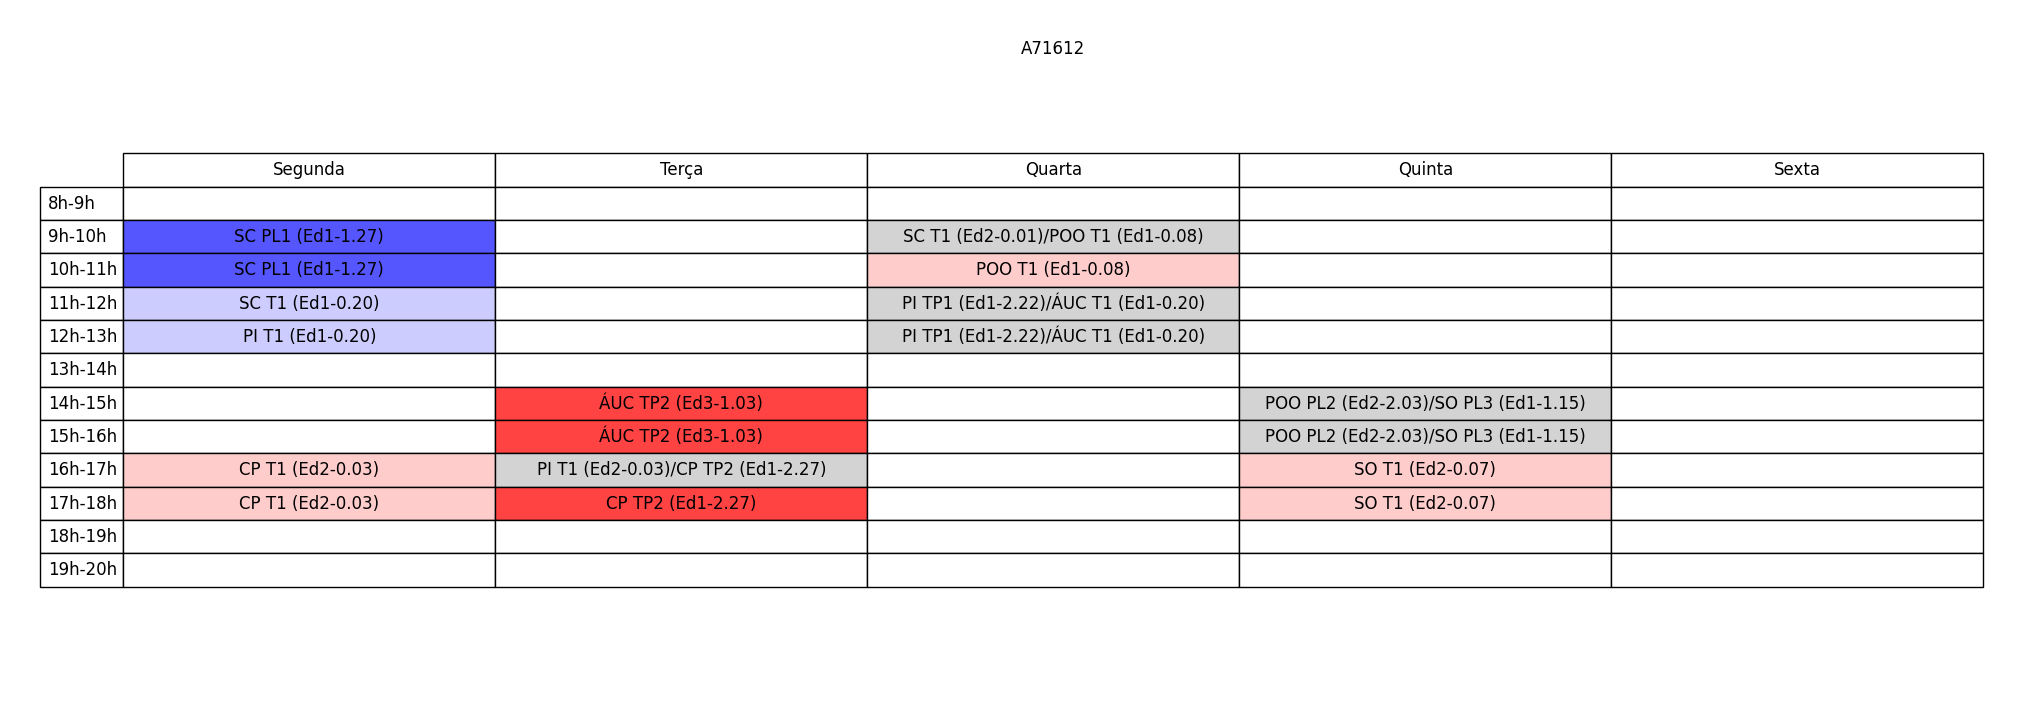 A71612
Segunda Terça Quarta Quinta Sexta
8h-9h
9h-10h SC PL1 (Ed1-1.27) SC T1 (Ed2-0.01)/POO T1 (Ed1-0.08)
10h-11h SC PL1 (Ed1-1.27) POO T1 (Ed1-0.08)
11h-12h SC T1 (Ed1-0.20) PI TP1 (Ed1-2.22)/ÁUC T1 (Ed1-0.20)
12h-13h PI T1 (Ed1-0.20) PI TP1 (Ed1-2.22)/ÁUC T1 (Ed1-0.20)
13h-14h
14h-15h ÁUC TP2 (Ed3-1.03) POO PL2 (Ed2-2.03)/SO PL3 (Ed1-1.15)
15h-16h ÁUC TP2 (Ed3-1.03) POO PL2 (Ed2-2.03)/SO PL3 (Ed1-1.15)
16h-17h CP T1 (Ed2-0.03) PI T1 (Ed2-0.03)/CP TP2 (Ed1-2.27) SO T1 (Ed2-0.07)
17h-18h CP T1 (Ed2-0.03) CP TP2 (Ed1-2.27) SO T1 (Ed2-0.07)
18h-19h
19h-20h